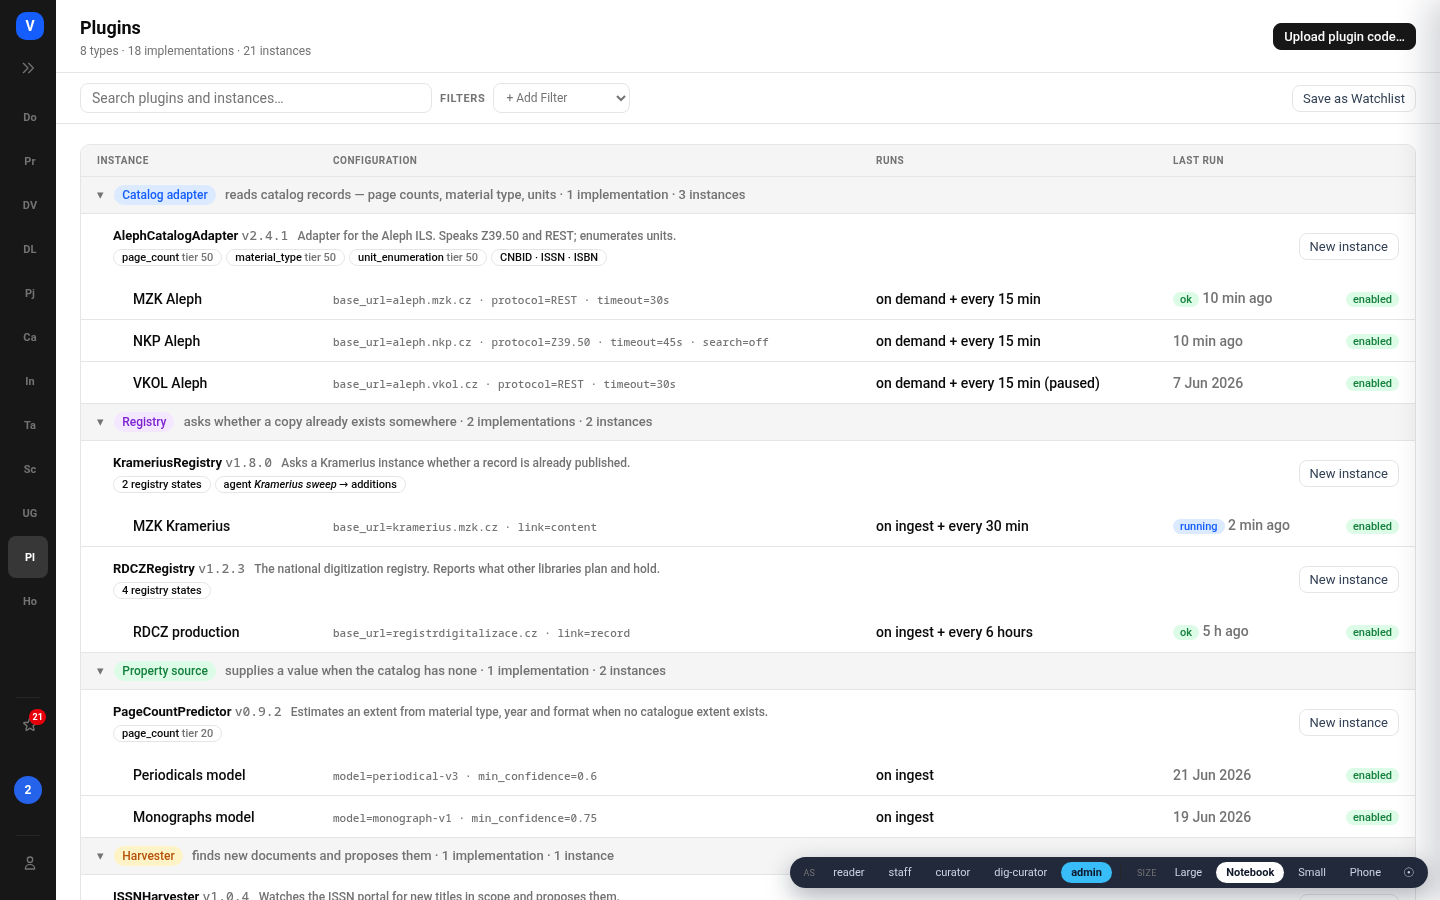 V
Plugins
8 types · 18 implementations · 21 instances
Upload plugin code…
Search plugins and instances…
FILTERS
+ Add Filter
Save as Watchlist
Do
Pr
DV
DL
Pj
Ca
In
Ta
Sc
UG
Pl
Ho
21
2
INSTANCE CONFIGURATION RUNS LAST RUN
▾ Catalog adapter reads catalog records — page counts, material type, units · 1 implementation · 3 instances
AlephCatalogAdapter v2.4.1 Adapter for the Aleph ILS. Speaks Z39.50 and REST; enumerates units.
page_count tier 50 material_type tier 50 unit_enumeration tier 50 CNBID · ISSN · ISBN
New instance
MZK Aleph base_url=aleph.mzk.cz · protocol=REST · timeout=30s on demand + every 15 min ok 10 min ago enabled
NKP Aleph base_url=aleph.nkp.cz · protocol=Z39.50 · timeout=45s · search=off on demand + every 15 min 10 min ago enabled
VKOL Aleph base_url=aleph.vkol.cz · protocol=REST · timeout=30s on demand + every 15 min (paused) 7 Jun 2026 enabled
▾ Registry asks whether a copy already exists somewhere · 2 implementations · 2 instances
KrameriusRegistry v1.8.0 Asks a Kramerius instance whether a record is already published.
2 registry states agent Kramerius sweep → additions
New instance
MZK Kramerius base_url=kramerius.mzk.cz · link=content on ingest + every 30 min running 2 min ago enabled
RDCZRegistry v1.2.3 The national digitization registry. Reports what other libraries plan and hold.
4 registry states
New instance
RDCZ production base_url=registrdigitalizace.cz · link=record on ingest + every 6 hours ok 5 h ago enabled
▾ Property source supplies a value when the catalog has none · 1 implementation · 2 instances
PageCountPredictor v0.9.2 Estimates an extent from material type, year and format when no catalogue extent exists.
page_count tier 20
New instance
Periodicals model model=periodical-v3 · min_confidence=0.6 on ingest 21 Jun 2026 enabled
Monographs model model=monograph-v1 · min_confidence=0.75 on ingest 19 Jun 2026 enabled
▾ Harvester finds new documents and proposes them · 1 implementation · 1 instance
ISSNHarvester v1.0.4 Watches the ISSN portal for new titles in scope and proposes them.
AS reader staff curator dig-curator admin SIZE Large Notebook Small Phone